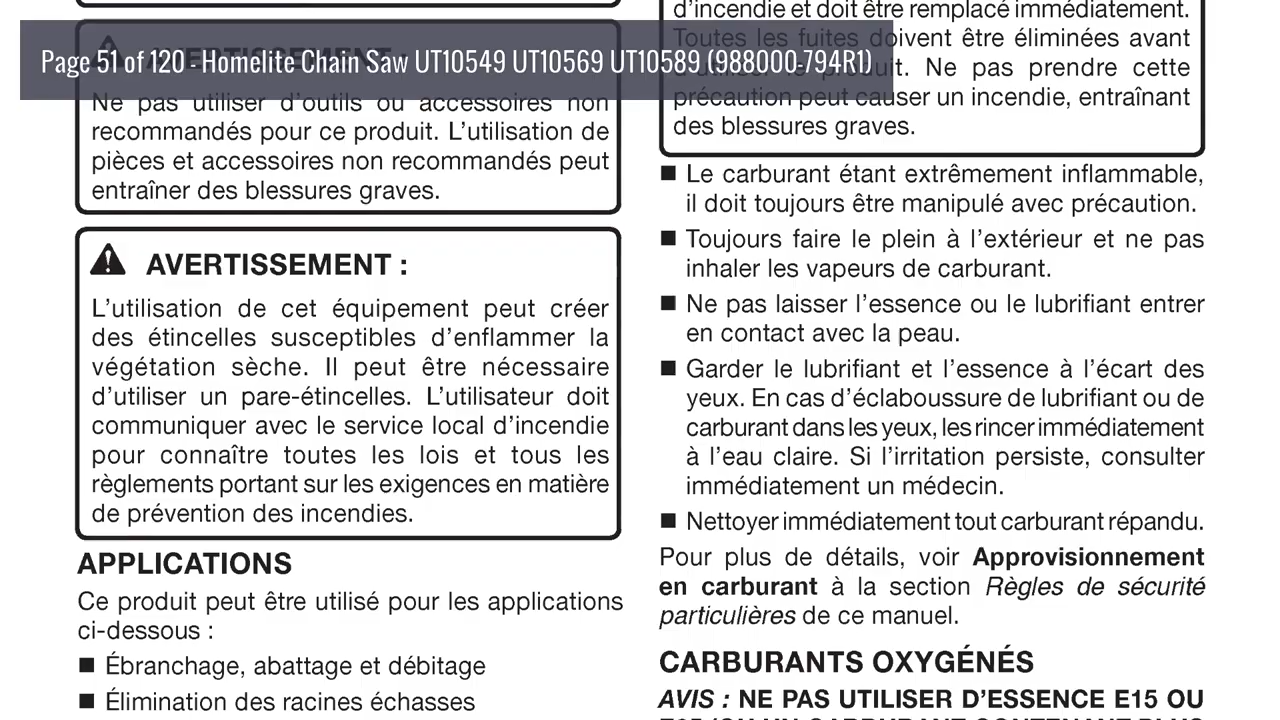 Page 51 of 120 - Homelite Chain Saw UT10549 UT10569 UT10589 (988000-794R1)
AVERTISSEMENT :
Ne pas utiliser d’outils ou accessoires non
recommandés pour ce produit. L’utilisation de
pièces et accessoires non recommandés peut
entraîner des blessures graves.
AVERTISSEMENT :
L’utilisation de cet équipement peut créer
des étincelles susceptibles d’enflammer la
végétation sèche. Il peut être nécessaire
d’utiliser un pare-étincelles. L’utilisateur doit
communiquer avec le service local d’incendie
pour connaître toutes les lois et tous les
règlements portant sur les exigences en matière
de prévention des incendies.
APPLICATIONS
Ce produit peut être utilisé pour les applications
ci-dessous :
■ Ébranchage, abattage et débitage
■ Élimination des racines échasses
d’incendie et doit être remplacé immédiatement.
Toutes les fuites doivent être éliminées avant
d’utiliser le produit. Ne pas prendre cette
précaution peut causer un incendie, entraînant
des blessures graves.
■ Le carburant étant extrêmement inflammable,
il doit toujours être manipulé avec précaution.
■ Toujours faire le plein à l’extérieur et ne pas
inhaler les vapeurs de carburant.
■ Ne pas laisser l’essence ou le lubrifiant entrer
en contact avec la peau.
■ Garder le lubrifiant et l’essence à l’écart des
yeux. En cas d’éclaboussure de lubrifiant ou de
carburant dans les yeux, les rincer immédiatement
à l’eau claire. Si l’irritation persiste, consulter
immédiatement un médecin.
■ Nettoyer immédiatement tout carburant répandu.
Pour plus de détails, voir Approvisionnement
en carburant à la section Règles de sécurité
particulières de ce manuel.
CARBURANTS OXYGÉNÉS
AVIS : NE PAS UTILISER D’ESSENCE E15 OU